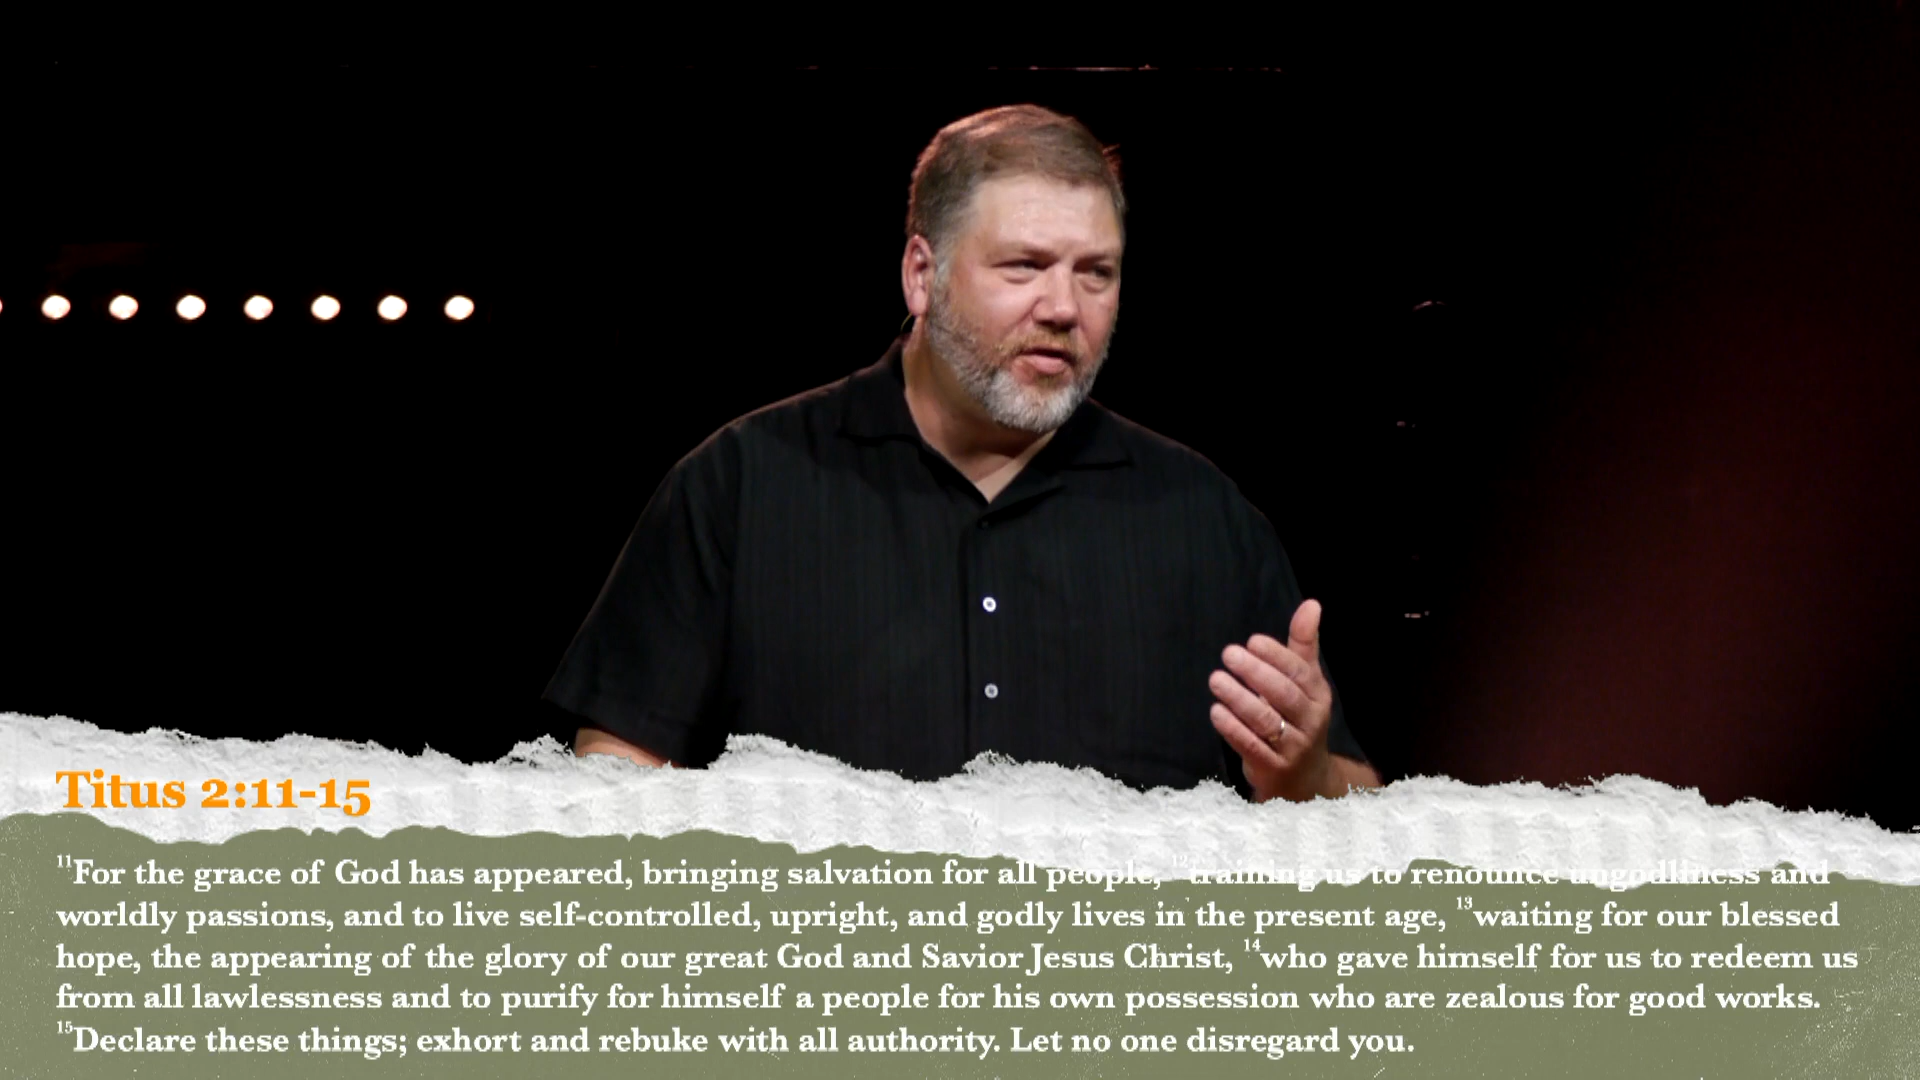 Titus 2:11-15
11For the grace of God has appeared, bringing salvation for all people, 12training us to renounce ungodliness and
worldly passions, and to live self-controlled, upright, and godly lives in the present age, 13waiting for our blessed
hope, the appearing of the glory of our great God and Savior Jesus Christ, 14who gave himself for us to redeem us
from all lawlessness and to purify for himself a people for his own possession who are zealous for good works.
15Declare these things; exhort and rebuke with all authority. Let no one disregard you.